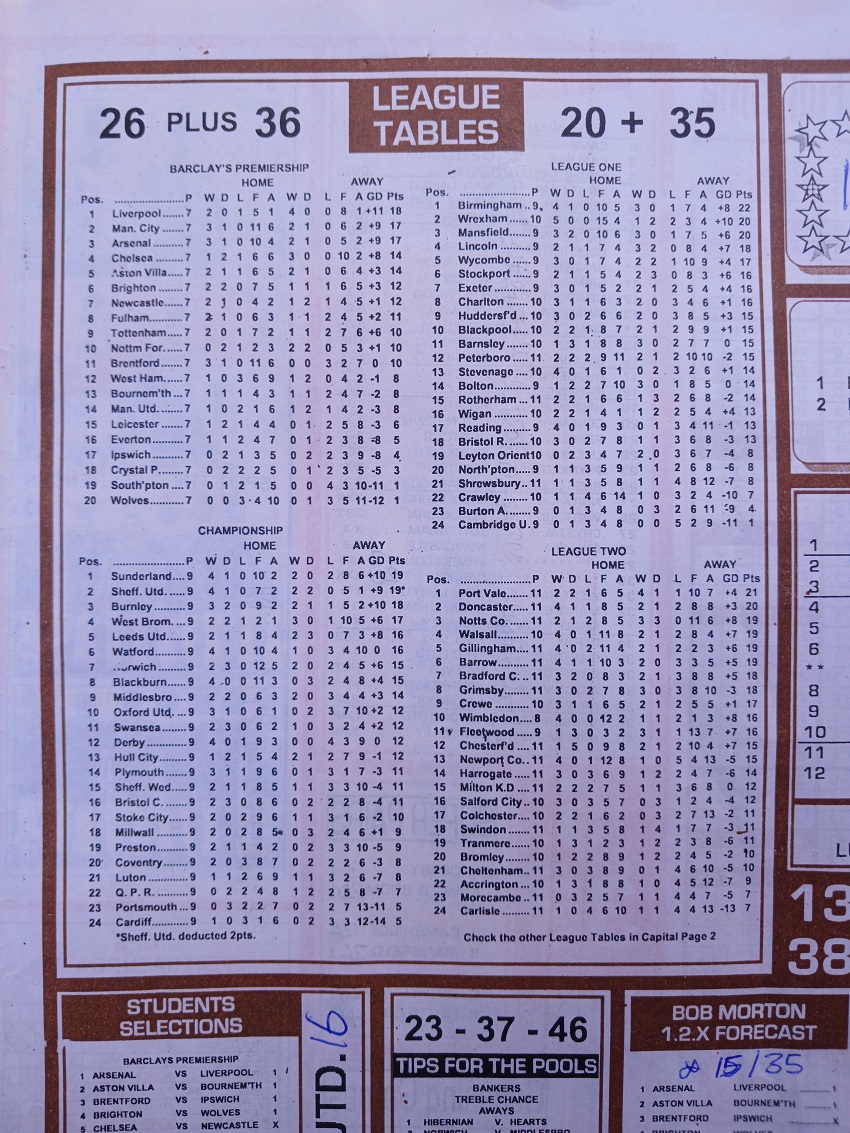 LEAGUE
TABLES
26 PLUS 36
20 + 35
BARCLAY'S PREMIERSHIP
HOME AWAY
Pos. ....................... P W D L F A W D L F A GD Pts
1 Liverpool....... 7 2 0 1 5 1 4 0 0 8 1 +11 18
2 Man. City ....... 7 3 1 0 11 6 2 1 0 6 2 +9 17
3 Arsenal ......... 7 3 1 0 10 4 2 1 0 5 2 +9 17
4 Chelsea ......... 7 1 2 1 6 6 3 0 0 10 2 +8 14
5 Aston Villa..... 7 2 1 1 6 5 2 1 0 6 4 +3 14
6 Brighton ........ 7 2 2 0 7 5 1 1 1 6 5 +3 12
7 Newcastle...... 7 2 1 0 4 2 1 2 1 4 5 +1 12
8 Fulham........... 7 2 1 0 6 3 1 1 2 4 5 +2 11
9 Tottenham...... 7 2 0 1 7 2 1 1 2 7 6 +6 10
10 Nottm For...... 7 0 2 1 2 3 2 2 0 5 3 +1 10
11 Brentford ....... 7 3 1 0 11 6 0 0 3 2 7 0 10
12 West Ham...... 7 1 0 3 6 9 1 2 0 4 2 -1 8
13 Bournem'th ... 7 1 1 1 4 3 1 1 2 4 7 -2 8
14 Man. Utd. ....... 7 1 0 2 1 6 1 2 1 4 2 -3 8
15 Leicester ....... 7 1 2 1 4 4 0 1 2 5 8 -3 6
16 Everton .......... 7 1 1 2 4 7 0 1 2 3 8 -8 5
17 Ipswich .......... 7 0 2 1 3 5 0 2 2 3 9 -8 4
18 Crystal P........ 7 0 2 2 2 5 0 1 2 3 5 -5 3
19 South'pton .... 7 0 1 2 1 5 0 0 4 3 10 -11 1
20 Wolves........... 7 0 0 3 4 10 0 1 3 5 11 -12 1
CHAMPIONSHIP
HOME AWAY
Pos. ....................... P W D L F A W D L F A GD Pts
1 Sunderland.... 9 4 1 0 10 2 2 0 2 8 6 +10 19
2 Sheff. Utd. ..... 9 4 1 0 7 2 2 2 0 5 1 +9 19*
3 Burnley .......... 9 3 2 0 9 2 2 1 1 5 2 +10 18
4 West Brom. ... 9 2 2 1 2 1 3 0 1 10 5 +6 17
5 Leeds Utd...... 9 2 1 1 8 4 2 3 0 7 3 +8 16
6 Watford .......... 9 4 1 0 10 4 1 0 3 4 10 0 16
7 orwich ......... 9 2 3 0 12 5 2 0 2 4 5 +6 15
8 Blackburn ...... 9 4 0 0 11 3 0 3 2 4 8 +4 15
9 Middlesbro .... 9 2 2 0 6 3 2 0 3 4 4 +3 14
10 Oxford Utd. ... 9 3 1 0 6 1 0 2 3 7 10 +2 12
11 Swansea ........ 9 2 3 0 6 2 1 0 3 2 4 +2 12
12 Derby ............. 9 4 0 1 9 3 0 0 4 3 9 0 12
13 Hull City ......... 9 1 2 1 5 4 2 1 2 7 9 -1 12
14 Plymouth ....... 9 3 1 1 9 6 0 1 3 1 7 -3 11
15 Sheff. Wed..... 9 2 1 1 8 5 1 1 3 3 10 -4 11
16 Bristol C. ....... 9 2 3 0 8 6 0 2 2 2 8 -4 11
17 Stoke City ...... 9 2 0 2 9 6 1 1 3 1 6 -2 10
18 Millwall .......... 9 2 0 2 8 5 0 3 2 4 6 +1 9
19 Preston .......... 9 2 1 1 4 2 0 2 3 3 10 -5 9
20 Coventry ........ 9 2 0 3 8 7 0 2 2 2 6 -3 8
21 Luton ............. 9 1 1 2 6 9 1 1 3 2 6 -7 8
22 Q. P. R. .......... 9 0 2 2 4 8 1 2 2 5 8 -7 7
23 Portsmouth ... 9 0 3 2 2 7 0 2 2 7 13 -11 5
24 Cardiff............ 9 1 0 3 1 6 0 2 3 3 12 -14 5
*Sheff. Utd. deducted 2pts.
LEAGUE ONE
HOME AWAY
Pos. ....................... P W D L F A W D L F A GD Pts
1 Birmingham .. 9 4 1 0 10 5 3 0 1 7 4 +8 22
2 Wrexham ...... 10 5 0 0 15 4 1 2 2 3 4 +10 20
3 Mansfield....... 9 3 2 0 10 6 3 0 1 7 5 +6 20
4 Lincoln ......... 10 2 1 1 7 4 3 2 0 8 4 +7 18
5 Wycombe ...... 9 3 0 1 8 5 2 2 1 10 9 +4 17
6 Stockport .... 10 2 1 1 5 4 2 3 0 8 3 +6 16
7 Exeter ............ 9 3 0 1 5 2 2 1 2 5 4 +4 16
8 Charlton ....... 10 3 1 1 6 3 2 0 3 4 6 +1 16
9 Huddersf'd ... 10 3 0 2 6 6 2 0 3 8 5 +3 15
10 Blackpool .... 10 2 2 1 8 7 2 1 2 9 9 +1 15
11 Barnsley ...... 10 1 3 1 8 8 3 0 2 7 7 0 15
12 Peterboro .... 11 2 2 2 9 11 2 1 2 10 10 -2 15
13 Stevenage .... 10 4 0 1 6 1 0 2 3 2 6 +1 14
14 Bolton ............ 9 1 2 2 7 10 3 0 1 8 5 0 14
15 Rotherham ... 11 2 2 1 6 6 1 3 2 6 8 -2 14
16 Wigan .......... 10 2 2 1 4 1 1 2 2 5 4 +4 13
17 Reading......... 9 4 0 1 9 3 0 1 3 4 11 -1 13
18 Bristol R. ..... 10 3 0 2 7 8 1 1 3 6 8 -3 13
19 Leyton Orient10 0 2 3 4 7 2 0 3 6 7 -4 8
20 North'pton ..... 9 1 1 3 5 9 1 1 2 6 8 -6 8
21 Shrewsbury.. 11 1 1 3 5 8 1 1 4 8 12 -7 8
22 Crawley ....... 10 1 1 4 6 14 1 0 3 2 4 -10 7
23 Burton A........ 9 0 1 3 4 8 0 3 2 6 11 -9 4
24 Cambridge U. 9 0 1 3 4 8 0 0 5 2 9 -11 1
LEAGUE TWO
HOME AWAY
Pos. ....................... P W D L F A W D L F A GD Pts
1 Port Vale...... 11 2 2 1 6 5 4 1 1 10 7 +4 21
2 Doncaster.... 11 4 1 1 8 5 2 1 2 8 8 +3 20
3 Notts Co. ..... 11 2 1 2 8 5 3 3 0 11 6 +8 19
4 Walsall ........ 10 4 0 1 11 8 2 1 2 8 4 +7 19
5 Gillingham.... 11 4 0 2 11 4 2 1 2 2 3 +6 19
6 Barrow ........ 11 4 1 1 10 3 2 0 3 3 5 +5 19
7 Bradford C. .. 11 3 2 0 8 3 2 1 3 8 8 +5 18
8 Grimsby....... 11 3 0 2 7 8 3 0 3 8 10 -3 18
9 Crewe .......... 10 3 1 1 6 5 2 1 2 5 5 +1 17
10 Wimbledon .... 8 4 0 0 12 2 1 1 2 1 3 +8 16
11 Fleetwood ...... 9 1 3 0 3 2 3 1 1 13 7 +7 16
12 Chesterf'd ... 11 1 5 0 9 8 2 1 2 10 4 +7 15
13 Newport Co.. 11 4 0 1 12 8 1 0 5 4 13 -5 15
14 Harrogate .... 11 3 0 3 6 9 1 2 2 4 7 -6 14
15 Milton K.D .... 11 2 2 2 7 5 1 1 3 6 8 0 12
16 Salford City.. 10 3 0 3 5 7 0 3 1 2 4 -4 12
17 Colchester.... 10 2 2 1 6 2 0 3 2 7 13 -2 11
18 Swindon ...... 11 1 1 3 5 8 1 4 1 7 7 -3 11
19 Tranmere...... 10 1 3 1 2 3 1 2 2 3 8 -6 11
20 Bromley ....... 10 1 2 2 8 9 1 2 2 4 5 -2 10
21 Cheltenham.. 11 3 0 3 8 9 0 1 4 6 10 -5 10
22 Accrington ... 10 1 3 1 8 8 1 0 4 5 12 -7 9
23 Morecambe .. 11 0 3 2 5 7 1 1 4 4 7 -5 7
24 Carlisle........ 11 1 0 4 6 10 1 1 4 4 13 -13 7
Check the other League Tables in Capital Page 2
1
2
1
2
3
4
5
6
**
8
9
10
11
12
13
38
STUDENTS
SELECTIONS
BARCLAYS PREMIERSHIP
1 ARSENAL VS LIVERPOOL 1
2 ASTON VILLA VS BOURNEM'TH 1
3 BRENTFORD VS IPSWICH 1
4 BRIGHTON VS WOLVES 1
5 CHELSEA VS NEWCASTLE X
UTD. 16
23 - 37 - 46
TIPS FOR THE POOLS
BANKERS
TREBLE CHANCE
AWAYS
1 HIBERNIAN V. HEARTS
2 NORWICH V. MIDDLESBRO
BOB MORTON
1.2.X FORECAST
15/35
1 ARSENAL LIVERPOOL ........... 1
2 ASTON VILLA BOURNEM'TH ........... 1
3 BRENTFORD IPSWICH ........... X
BRIGHTON WOLVES